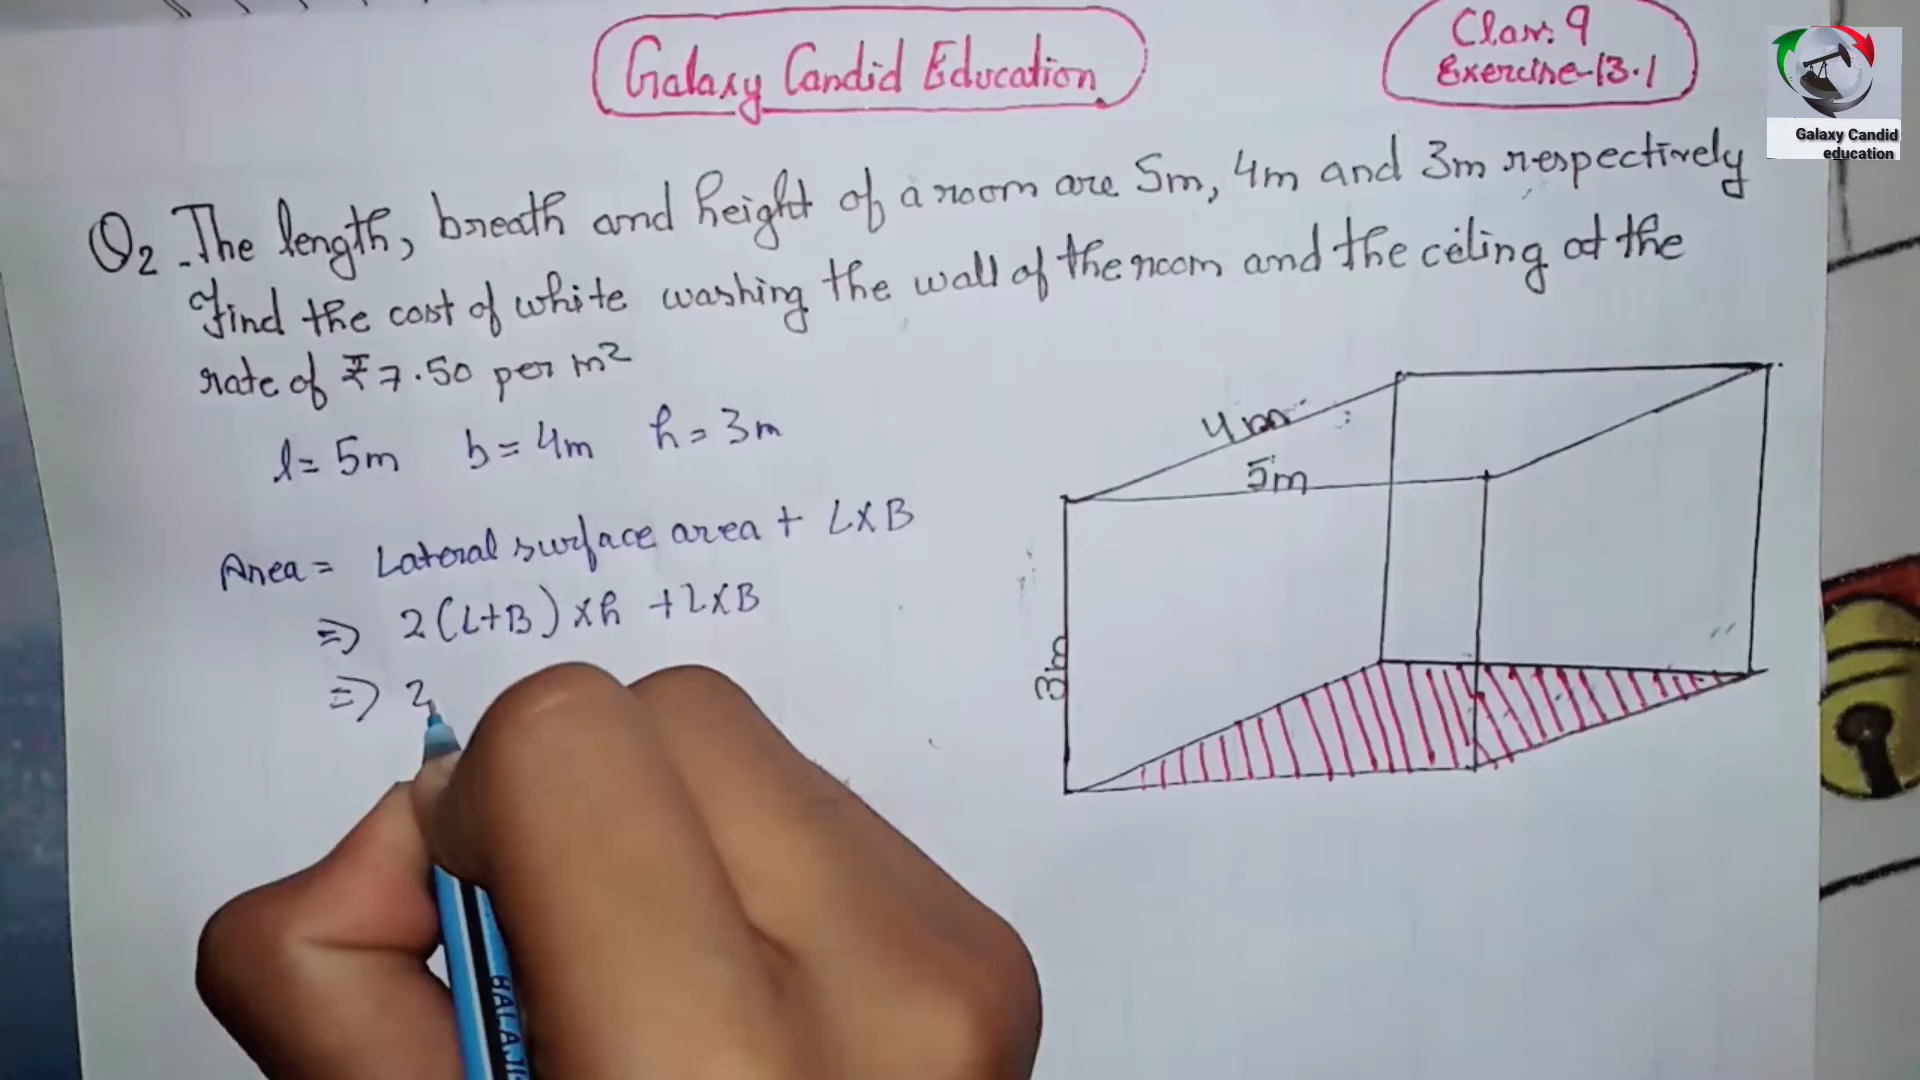 Galaxy Candid Education
Class. 9
Exercise-13.1
Galaxy Candid
education
Q2. The length, breath and height of a room are 5m, 4m and 3m respectively
Find the cost of white washing the wall of the room and the céling at the
rate of ₹7.50 per m²
l= 5m b= 4m h= 3m
4m
5m
3m
Area= Lateral surface area + L×B
⇒ 2(L+B)×h +L×B
⇒ 2